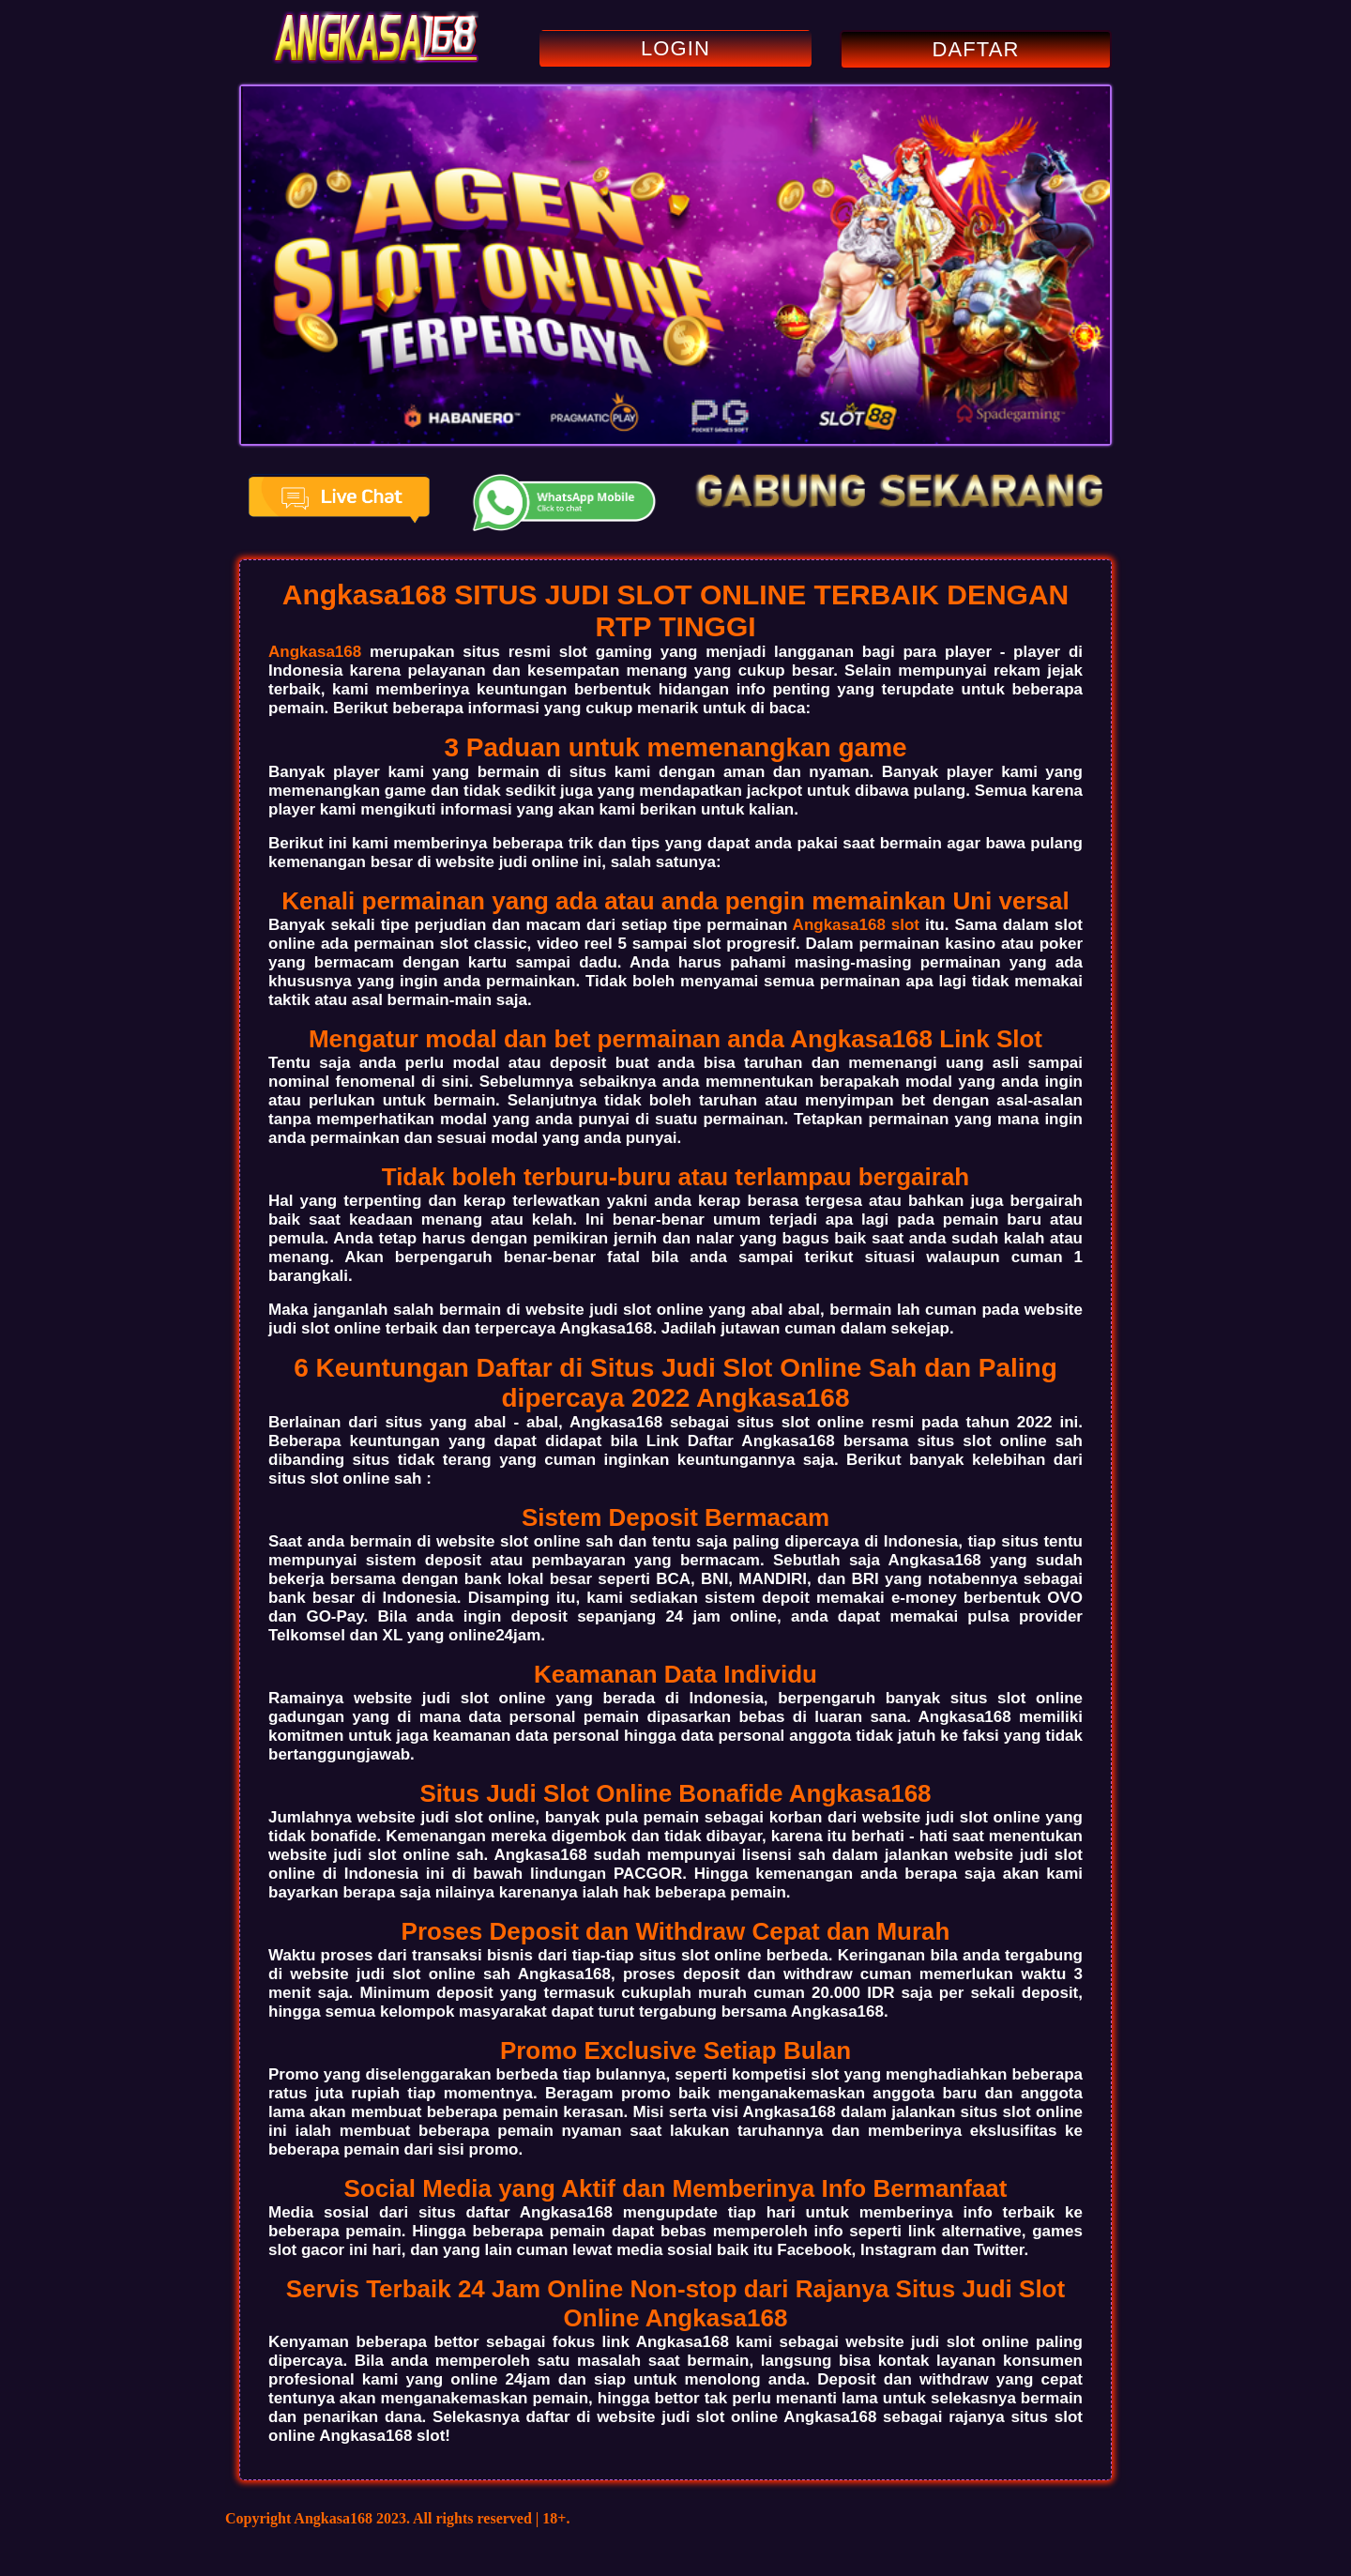 ANGKASA168
LOGIN
DAFTAR
AGEN
SLOT ONLINE
TERPERCAYA
HABANERO™
PRAGMATIC PLAY
PG
POCKET GAMES SOFT
SLOT 88
Spadegaming™
Live Chat
WhatsApp Mobile
Click to chat
GABUNG SEKARANG
Angkasa168 SITUS JUDI SLOT ONLINE TERBAIK DENGAN
RTP TINGGI
Angkasa168 merupakan situs resmi slot gaming yang menjadi langganan bagi para player - player di
Indonesia karena pelayanan dan kesempatan menang yang cukup besar. Selain mempunyai rekam jejak
terbaik, kami memberinya keuntungan berbentuk hidangan info penting yang terupdate untuk beberapa
pemain. Berikut beberapa informasi yang cukup menarik untuk di baca:
3 Paduan untuk memenangkan game
Banyak player kami yang bermain di situs kami dengan aman dan nyaman. Banyak player kami yang
memenangkan game dan tidak sedikit juga yang mendapatkan jackpot untuk dibawa pulang. Semua karena
player kami mengikuti informasi yang akan kami berikan untuk kalian.
Berikut ini kami memberinya beberapa trik dan tips yang dapat anda pakai saat bermain agar bawa pulang
kemenangan besar di website judi online ini, salah satunya:
Kenali permainan yang ada atau anda pengin memainkan Uni versal
Banyak sekali tipe perjudian dan macam dari setiap tipe permainan Angkasa168 slot itu. Sama dalam slot
online ada permainan slot classic, video reel 5 sampai slot progresif. Dalam permainan kasino atau poker
yang bermacam dengan kartu sampai dadu. Anda harus pahami masing-masing permainan yang ada
khususnya yang ingin anda permainkan. Tidak boleh menyamai semua permainan apa lagi tidak memakai
taktik atau asal bermain-main saja.
Mengatur modal dan bet permainan anda Angkasa168 Link Slot
Tentu saja anda perlu modal atau deposit buat anda bisa taruhan dan memenangi uang asli sampai
nominal fenomenal di sini. Sebelumnya sebaiknya anda memnentukan berapakah modal yang anda ingin
atau perlukan untuk bermain. Selanjutnya tidak boleh taruhan atau menyimpan bet dengan asal-asalan
tanpa memperhatikan modal yang anda punyai di suatu permainan. Tetapkan permainan yang mana ingin
anda permainkan dan sesuai modal yang anda punyai.
Tidak boleh terburu-buru atau terlampau bergairah
Hal yang terpenting dan kerap terlewatkan yakni anda kerap berasa tergesa atau bahkan juga bergairah
baik saat keadaan menang atau kelah. Ini benar-benar umum terjadi apa lagi pada pemain baru atau
pemula. Anda tetap harus dengan pemikiran jernih dan nalar yang bagus baik saat anda sudah kalah atau
menang. Akan berpengaruh benar-benar fatal bila anda sampai terikut situasi walaupun cuman 1
barangkali.
Maka janganlah salah bermain di website judi slot online yang abal abal, bermain lah cuman pada website
judi slot online terbaik dan terpercaya Angkasa168. Jadilah jutawan cuman dalam sekejap.
6 Keuntungan Daftar di Situs Judi Slot Online Sah dan Paling
dipercaya 2022 Angkasa168
Berlainan dari situs yang abal - abal, Angkasa168 sebagai situs slot online resmi pada tahun 2022 ini.
Beberapa keuntungan yang dapat didapat bila Link Daftar Angkasa168 bersama situs slot online sah
dibanding situs tidak terang yang cuman inginkan keuntungannya saja. Berikut banyak kelebihan dari
situs slot online sah :
Sistem Deposit Bermacam
Saat anda bermain di website slot online sah dan tentu saja paling dipercaya di Indonesia, tiap situs tentu
mempunyai sistem deposit atau pembayaran yang bermacam. Sebutlah saja Angkasa168 yang sudah
bekerja bersama dengan bank lokal besar seperti BCA, BNI, MANDIRI, dan BRI yang notabennya sebagai
bank besar di Indonesia. Disamping itu, kami sediakan sistem depoit memakai e-money berbentuk OVO
dan GO-Pay. Bila anda ingin deposit sepanjang 24 jam online, anda dapat memakai pulsa provider
Telkomsel dan XL yang online24jam.
Keamanan Data Individu
Ramainya website judi slot online yang berada di Indonesia, berpengaruh banyak situs slot online
gadungan yang di mana data personal pemain dipasarkan bebas di luaran sana. Angkasa168 memiliki
komitmen untuk jaga keamanan data personal hingga data personal anggota tidak jatuh ke faksi yang tidak
bertanggungjawab.
Situs Judi Slot Online Bonafide Angkasa168
Jumlahnya website judi slot online, banyak pula pemain sebagai korban dari website judi slot online yang
tidak bonafide. Kemenangan mereka digembok dan tidak dibayar, karena itu berhati - hati saat menentukan
website judi slot online sah. Angkasa168 sudah mempunyai lisensi sah dalam jalankan website judi slot
online di Indonesia ini di bawah lindungan PACGOR. Hingga kemenangan anda berapa saja akan kami
bayarkan berapa saja nilainya karenanya ialah hak beberapa pemain.
Proses Deposit dan Withdraw Cepat dan Murah
Waktu proses dari transaksi bisnis dari tiap-tiap situs slot online berbeda. Keringanan bila anda tergabung
di website judi slot online sah Angkasa168, proses deposit dan withdraw cuman memerlukan waktu 3
menit saja. Minimum deposit yang termasuk cukuplah murah cuman 20.000 IDR saja per sekali deposit,
hingga semua kelompok masyarakat dapat turut tergabung bersama Angkasa168.
Promo Exclusive Setiap Bulan
Promo yang diselenggarakan berbeda tiap bulannya, seperti kompetisi slot yang menghadiahkan beberapa
ratus juta rupiah tiap momentnya. Beragam promo baik menganakemaskan anggota baru dan anggota
lama akan membuat beberapa pemain kerasan. Misi serta visi Angkasa168 dalam jalankan situs slot online
ini ialah membuat beberapa pemain nyaman saat lakukan taruhannya dan memberinya ekslusifitas ke
beberapa pemain dari sisi promo.
Social Media yang Aktif dan Memberinya Info Bermanfaat
Media sosial dari situs daftar Angkasa168 mengupdate tiap hari untuk memberinya info terbaik ke
beberapa pemain. Hingga beberapa pemain dapat bebas memperoleh info seperti link alternative, games
slot gacor ini hari, dan yang lain cuman lewat media sosial baik itu Facebook, Instagram dan Twitter.
Servis Terbaik 24 Jam Online Non-stop dari Rajanya Situs Judi Slot
Online Angkasa168
Kenyaman beberapa bettor sebagai fokus link Angkasa168 kami sebagai website judi slot online paling
dipercaya. Bila anda memperoleh satu masalah saat bermain, langsung bisa kontak layanan konsumen
profesional kami yang online 24jam dan siap untuk menolong anda. Deposit dan withdraw yang cepat
tentunya akan menganakemaskan pemain, hingga bettor tak perlu menanti lama untuk selekasnya bermain
dan penarikan dana. Selekasnya daftar di website judi slot online Angkasa168 sebagai rajanya situs slot
online Angkasa168 slot!
Copyright Angkasa168 2023. All rights reserved | 18+.